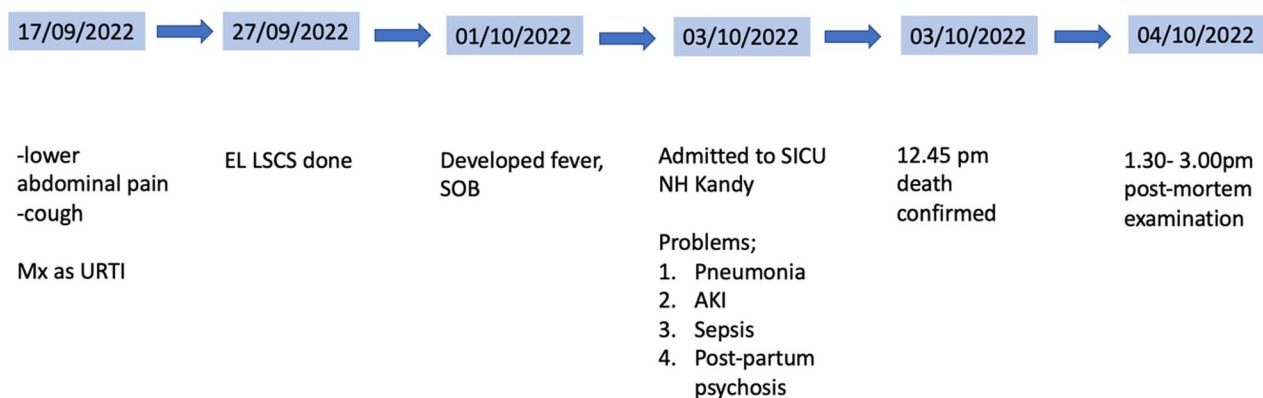 17/09/2022
27/09/2022
01/10/2022
03/10/2022
03/10/2022
04/10/2022
-lower
abdominal pain
-cough
Mx as URTI
EL LSCS done
Developed fever,
SOB
Admitted to SICU
NH Kandy
Problems;
1. Pneumonia
2. AKI
3. Sepsis
4. Post-partum
psychosis
12.45 pm
death
confirmed
1.30- 3.00pm
post-mortem
examination